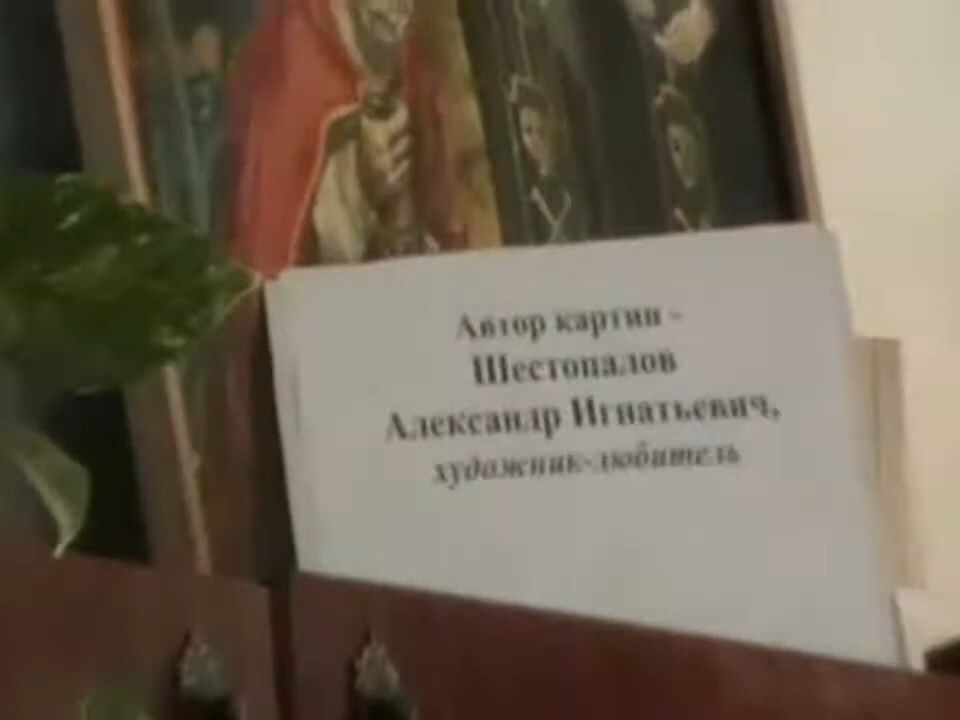 Автор картин -
Шестопалов
Александр Игнатьевич,
художник-любитель